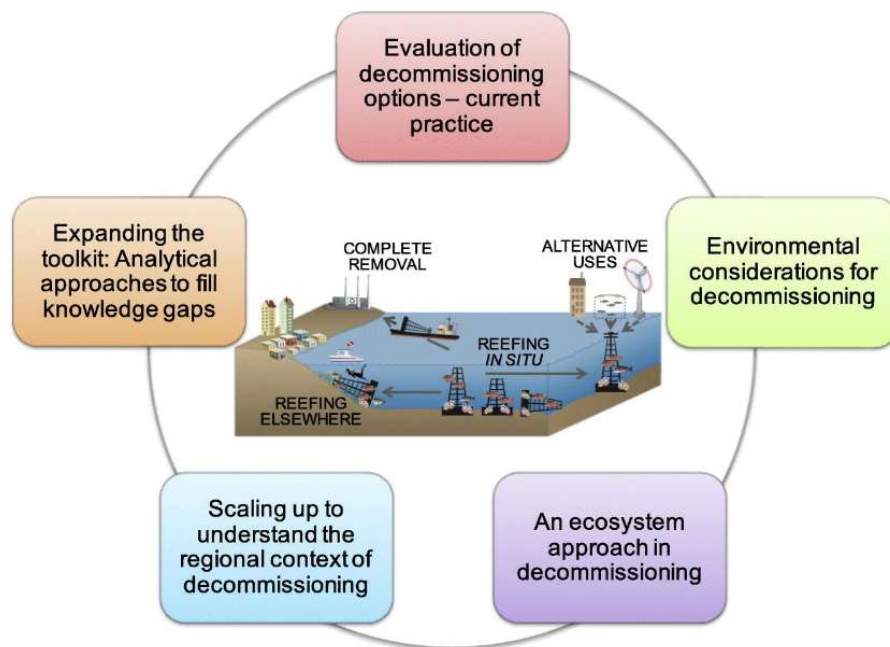 Evaluation of
decommissioning
options – current
practice
Expanding the
toolkit: Analytical
approaches to fill
knowledge gaps
COMPLETE
REMOVAL
ALTERNATIVE
USES
Environmental
considerations for
decommissioning
REEFING
IN SITU
REEFING
ELSEWHERE
Scaling up to
understand the
regional context of
decommissioning
An ecosystem
approach in
decommissioning